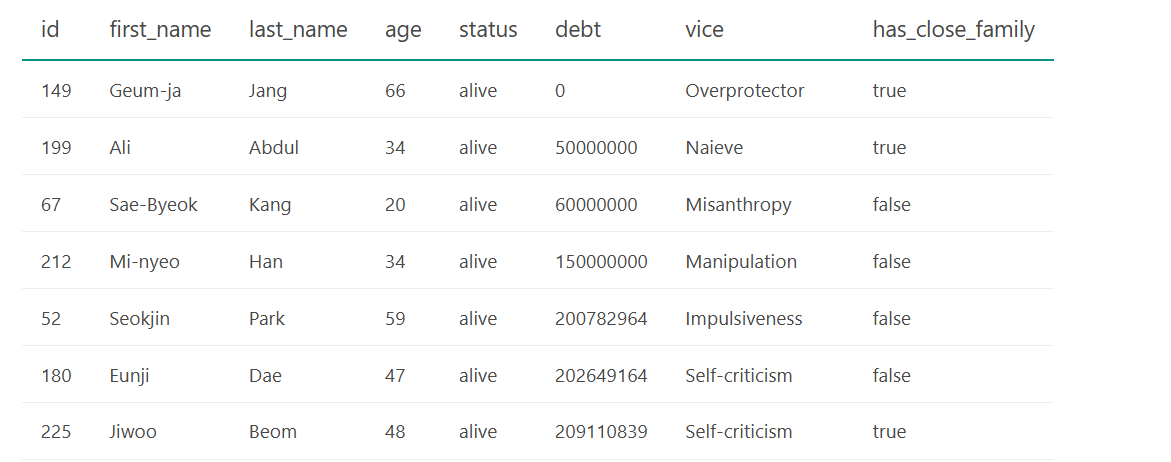 id first_name last_name age status debt vice has_close_family
149 Geum-ja Jang 66 alive 0 Overprotector true
199 Ali Abdul 34 alive 50000000 Naieve true
67 Sae-Byeok Kang 20 alive 60000000 Misanthropy false
212 Mi-nyeo Han 34 alive 150000000 Manipulation false
52 Seokjin Park 59 alive 200782964 Impulsiveness false
180 Eunji Dae 47 alive 202649164 Self-criticism false
225 Jiwoo Beom 48 alive 209110839 Self-criticism true